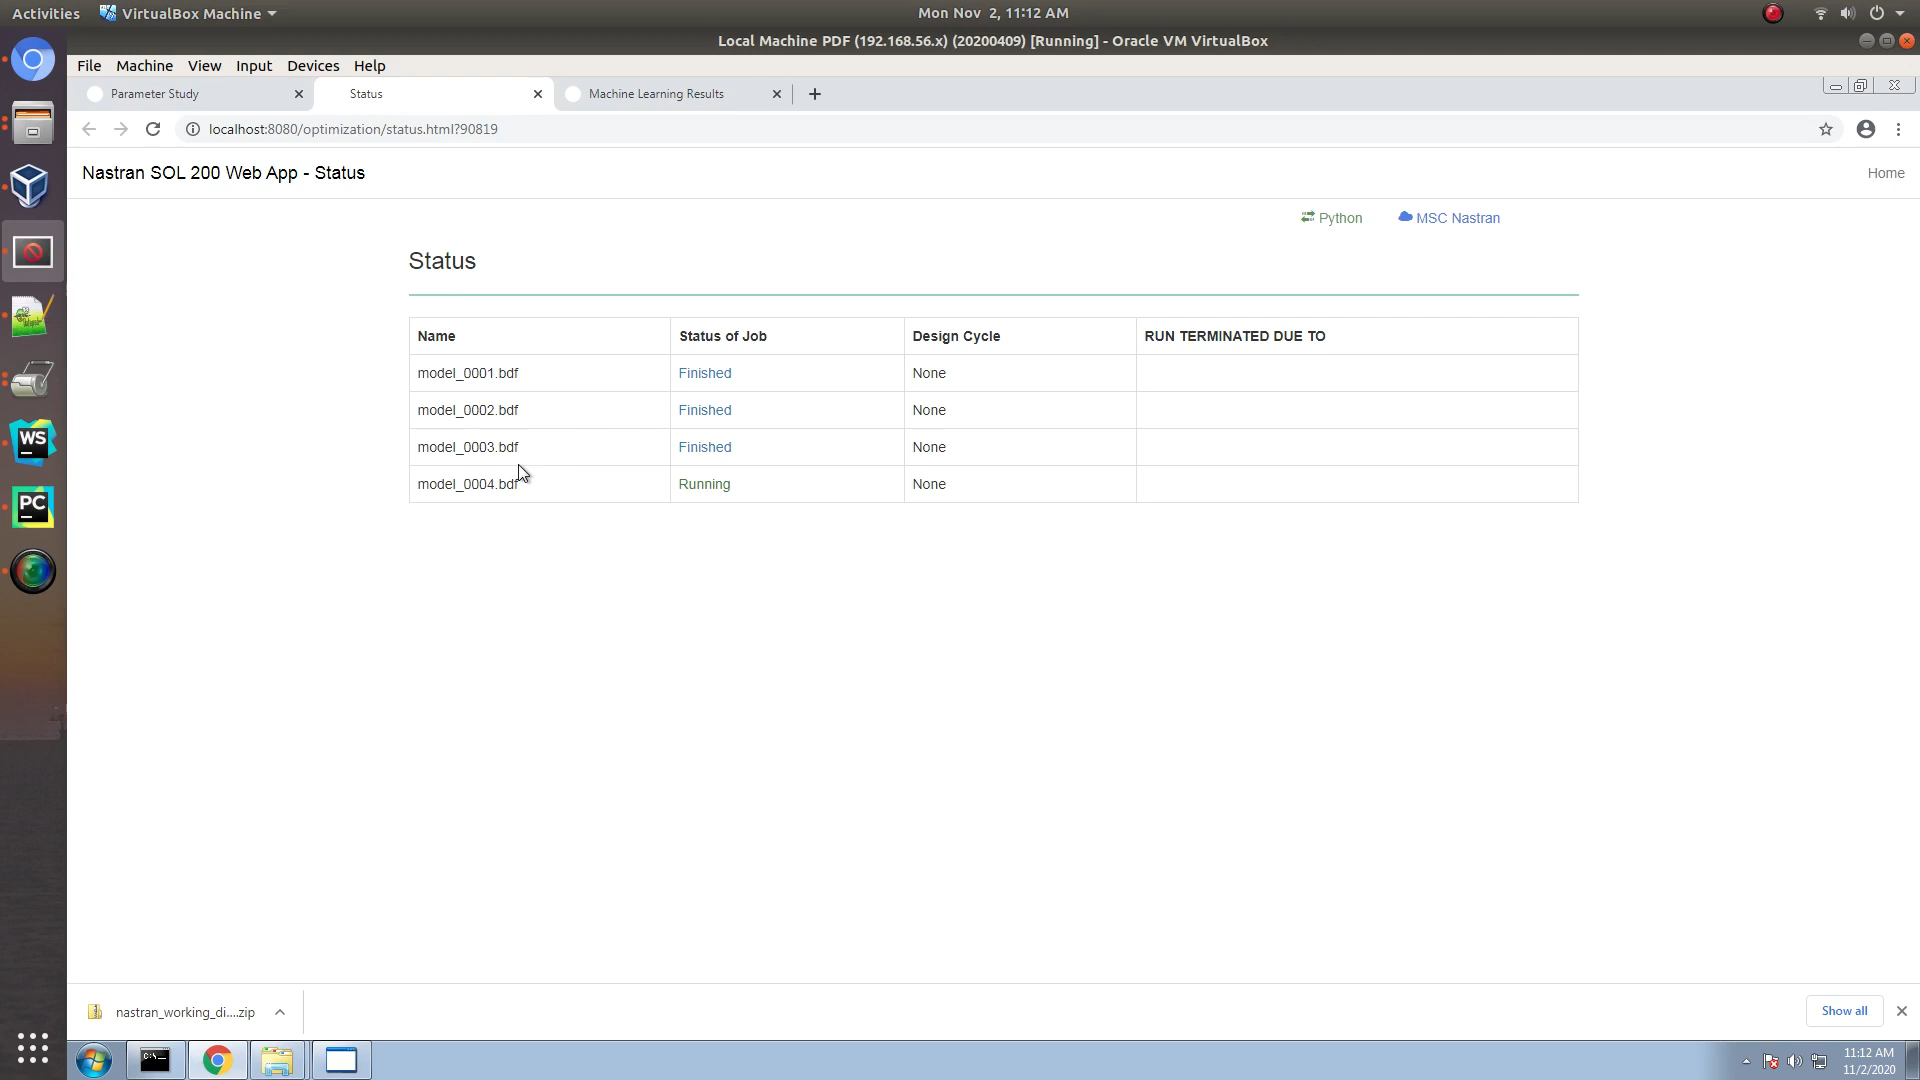 Activities VirtualBox Machine Mon Nov 2, 11:12 AM
Local Machine PDF (192.168.56.x) (20200409) [Running] - Oracle VM VirtualBox
File Machine View Input Devices Help
Parameter Study Status Machine Learning Results
localhost:8080/optimization/status.html?90819
Nastran SOL 200 Web App - Status Home
Python MSC Nastran
Status
Name Status of Job Design Cycle RUN TERMINATED DUE TO
model_0001.bdf Finished None
model_0002.bdf Finished None
model_0003.bdf Finished None
model_0004.bdf Running None
WS
PC
nastran_working_di....zip Show all
C:\_
11:12 AM
11/2/2020